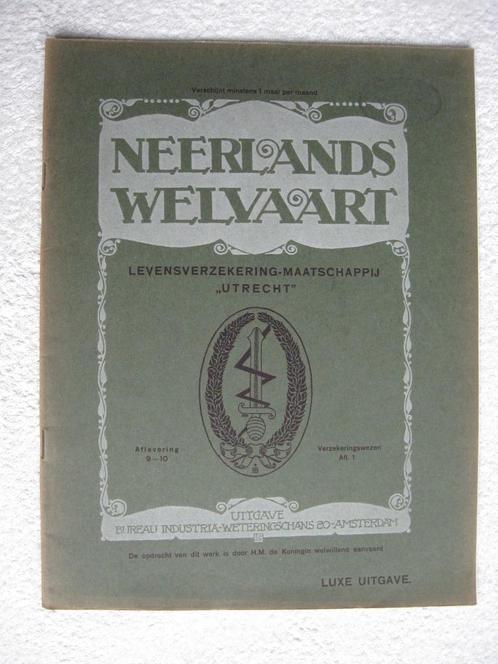 Verschijnt minstens 1 maal per maand
NEERLANDS
WELVAART
LEVENSVERZEKERING-MAATSCHAPPIJ
„UTRECHT”
Aflevering
9—10
Verzekeringswezen
Afl. 1
UITGAVE
BUREAU INDUSTRIA-WETERINGSCHANS 80-AMSTERDAM
De opdracht van dit werk is door H.M. de Koningin welwillend aanvaard
LUXE UITGAVE.